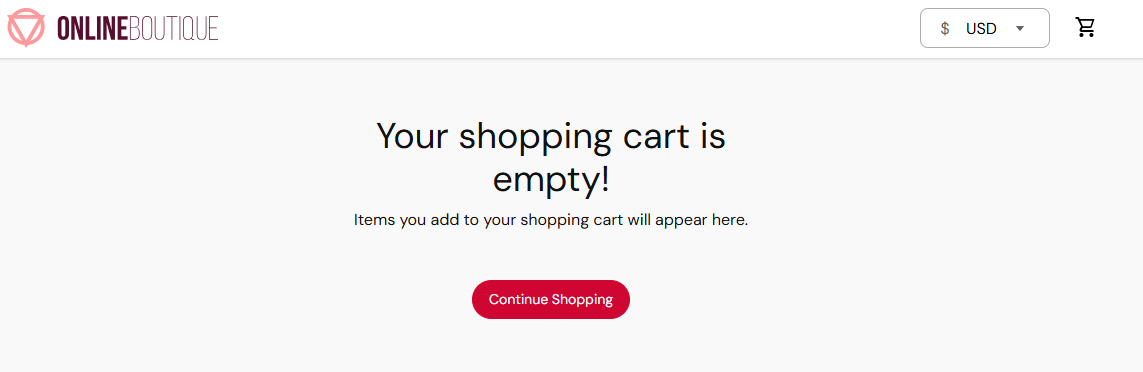 ONLINEBOUTIQUE
$ USD
Your shopping cart is
empty!
Items you add to your shopping cart will appear here.
Continue Shopping